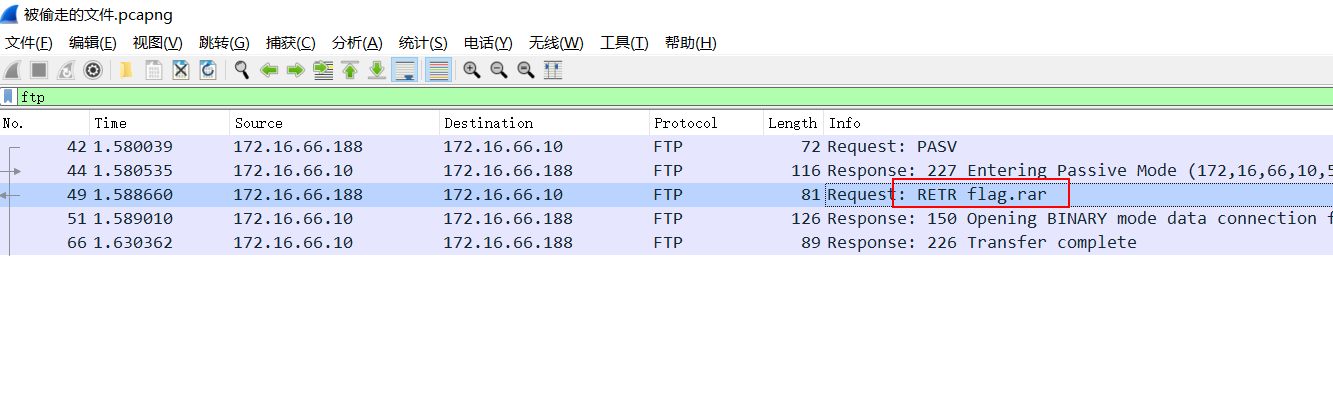 被偷走的文件.pcapng
文件(F) 编辑(E) 视图(V) 跳转(G) 捕获(C) 分析(A) 统计(S) 电话(Y) 无线(W) 工具(T) 帮助(H)
ftp
No. Time Source Destination Protocol Length Info
42 1.580039 172.16.66.188 172.16.66.10 FTP 72 Request: PASV
44 1.580535 172.16.66.10 172.16.66.188 FTP 116 Response: 227 Entering Passive Mode (172,16,66,10,5
49 1.588660 172.16.66.188 172.16.66.10 FTP 81 Request: RETR flag.rar
51 1.589010 172.16.66.10 172.16.66.188 FTP 126 Response: 150 Opening BINARY mode data connection f
66 1.630362 172.16.66.10 172.16.66.188 FTP 89 Response: 226 Transfer complete